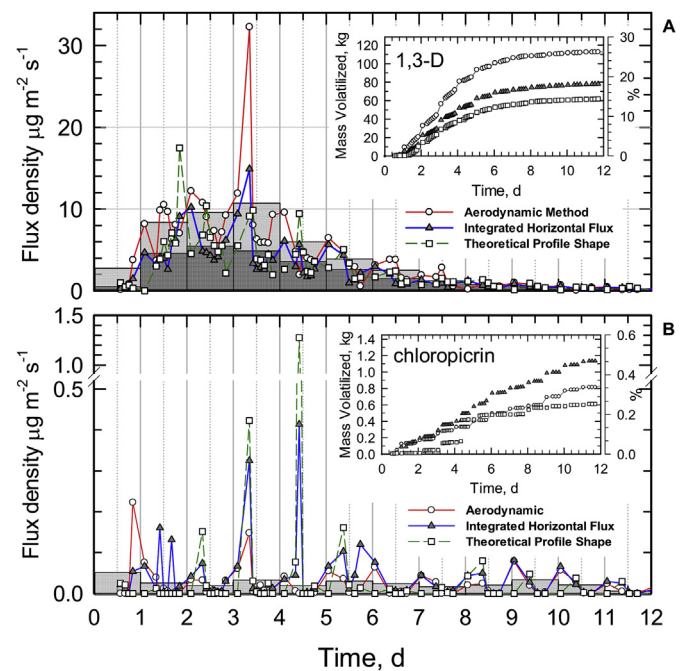 A
Flux density µg m⁻² s⁻¹
30
20
10
0
1,3-D
Mass Volatilized, kg
120
100
80
60
40
20
0
30
20
10
0
%
0 2 4 6 8 10 12
Time, d
Aerodynamic Method
Integrated Horizontal Flux
Theoretical Profile Shape
B
Flux density µg m⁻² s⁻¹
1.5
1.0
0.5
0.0
chloropicrin
Mass Volatilized, kg
1.4
1.2
1.0
0.8
0.6
0.4
0.2
0.0
0.6
0.4
0.2
0.0
%
0 2 4 6 8 10 12
Time, d
Aerodynamic
Integrated Horizontal Flux
Theoretical Profile Shape
0 1 2 3 4 5 6 7 8 9 10 11 12
Time, d